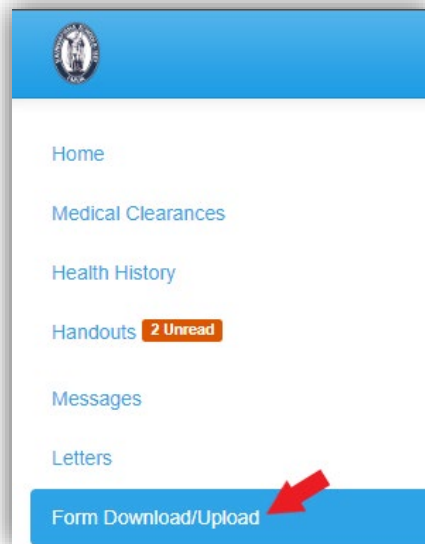 Home
Medical Clearances
Health History
Handouts 2 Unread
Messages
Letters
Form Download/Upload